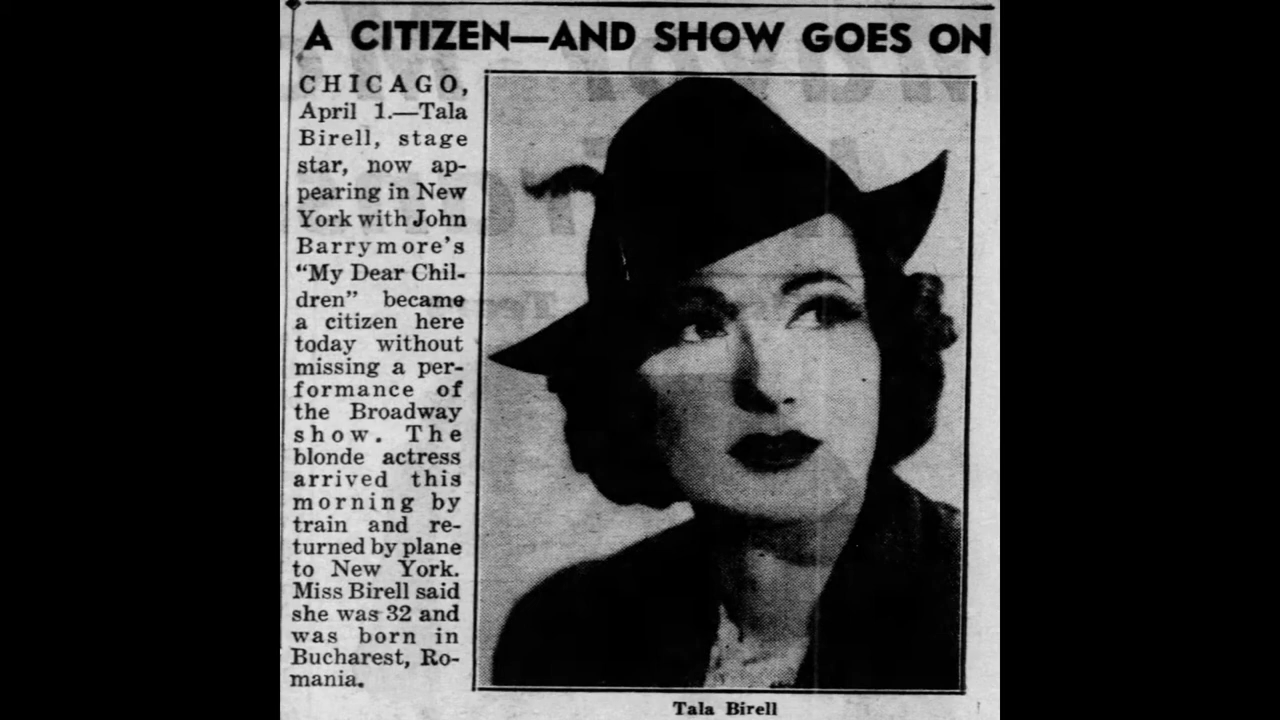 A CITIZEN—AND SHOW GOES ON
CHICAGO,
April 1.—Tala
Birell, stage
star, now ap-
pearing in New
York with John
Barrymore's
“My Dear Chil-
dren” became
a citizen here
today without
missing a per-
formance of
the Broadway
show. The
blonde actress
arrived this
morning by
train and re-
turned by plane
to New York.
Miss Birell said
she was 32 and
was born in
Bucharest, Ro-
mania.
Tala Birell